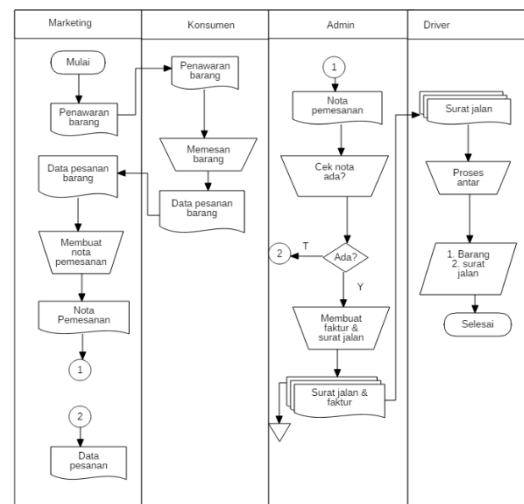 Marketing
Konsumen
Admin
Driver
Mulai
Penawaran
barang
Data pesanan
barang
Membuat
nota
pemesanan
Nota
Pemesanan
1
2
Data
pesanan
Penawaran
barang
Memesan
barang
Data pesanan
barang
1
Nota
pemesanan
Cek nota
ada?
2
T
Ada?
Y
Membuat
faktur &
surat jalan
Surat jalan &
faktur
Surat jalan
Proses
antar
1. Barang
2. surat
jalan
Selesai